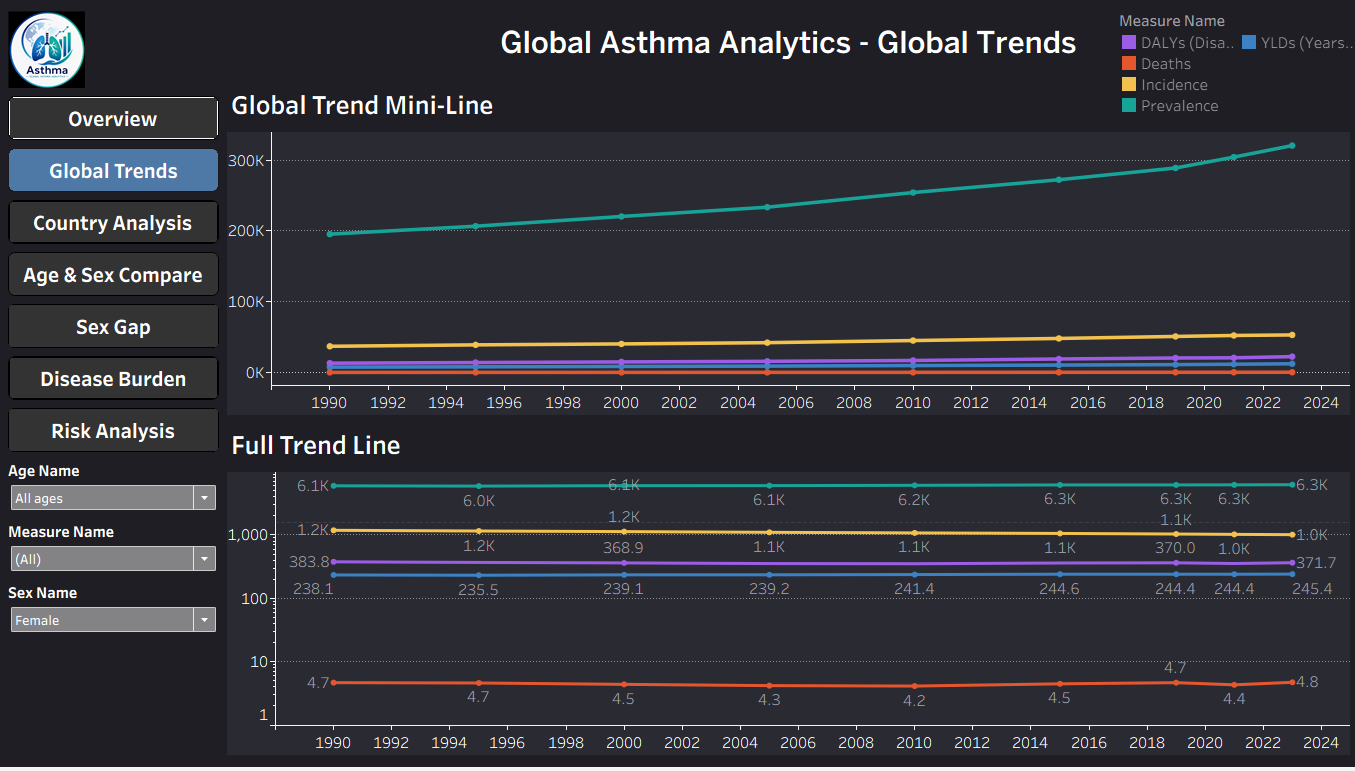 Asthma
Global Asthma Analytics - Global Trends
Measure Name
DALYs (Disa..
YLDs (Years..
Deaths
Incidence
Prevalence
Overview
Global Trends
Country Analysis
Age & Sex Compare
Sex Gap
Disease Burden
Risk Analysis
Age Name
All ages
Measure Name
(All)
Sex Name
Female
Global Trend Mini-Line
300K
200K
100K
0K
1990 1992 1994 1996 1998 2000 2002 2004 2006 2008 2010 2012 2014 2016 2018 2020 2022 2024
Full Trend Line
6.1K 6.0K 6.1K 6.1K 6.2K 6.3K 6.3K 6.3K 6.3K
1.2K 1.2K 1.2K 1.1K 1.1K 1.1K 1.1K 1.0K 1.0K
383.8 368.9 370.0 371.7
238.1 235.5 239.1 239.2 241.4 244.6 244.4 244.4 245.4
4.7 4.7 4.5 4.3 4.2 4.5 4.7 4.4 4.8
1,000
100
10
1
1990 1992 1994 1996 1998 2000 2002 2004 2006 2008 2010 2012 2014 2016 2018 2020 2022 2024